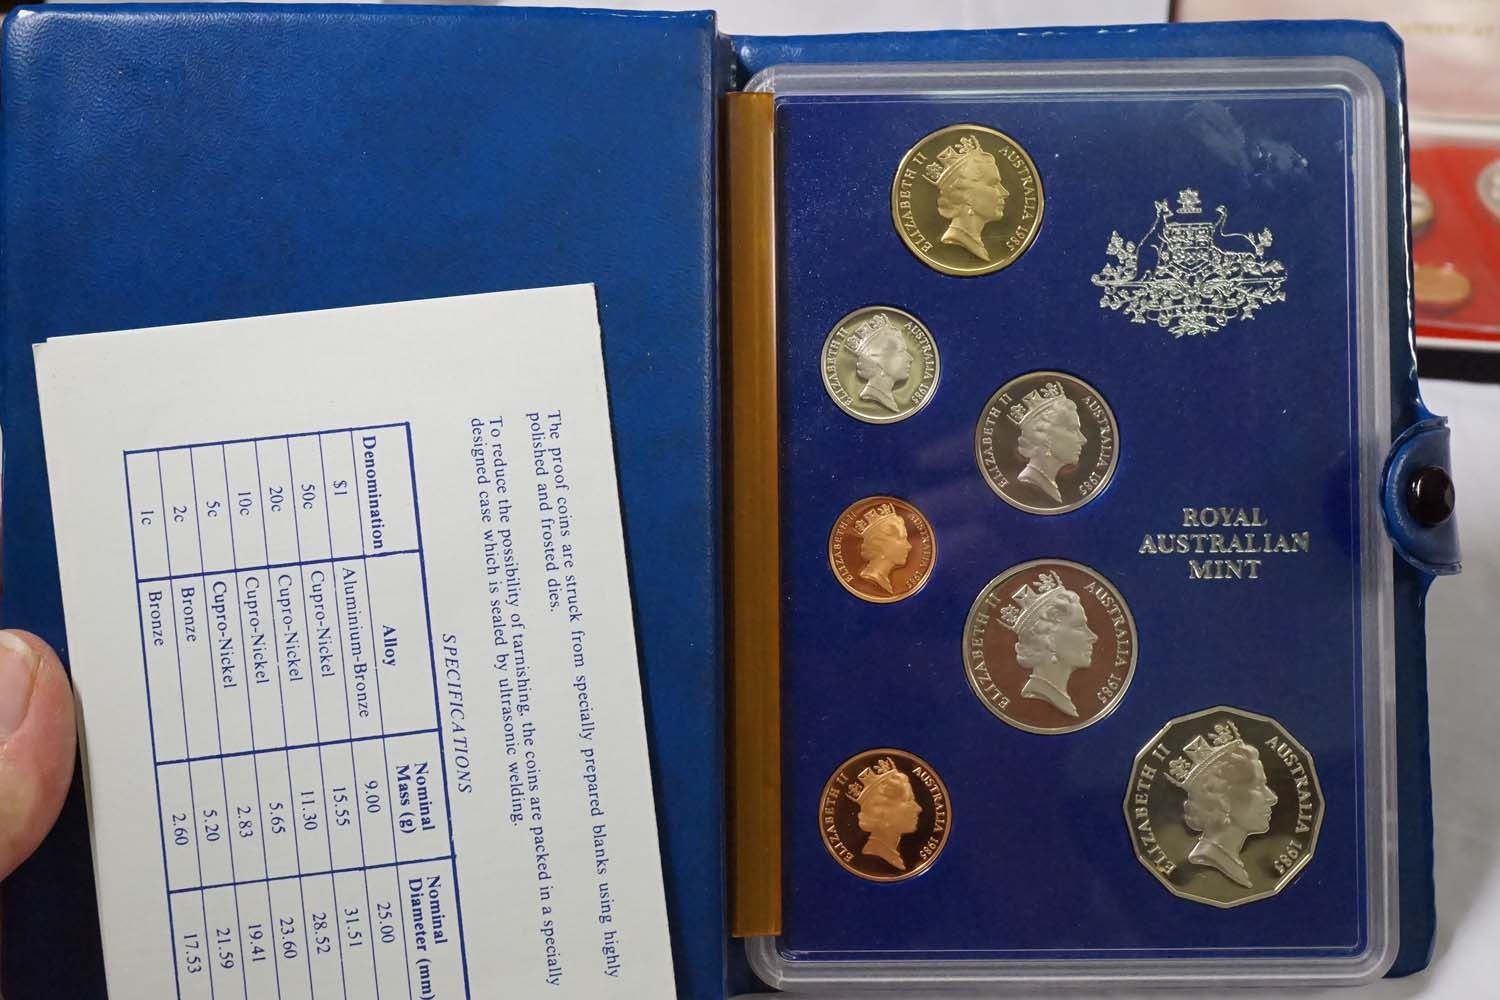 The proof coins are struck from specially prepared blanks using highly
polished and frosted dies.
To reduce the possibility of tarnishing, the coins are packed in a specially
designed case which is sealed by ultrasonic welding.
SPECIFICATIONS
Denomination Alloy Nominal Mass (g) Nominal Diameter (mm)
$1 Aluminium-Bronze 9.00 25.00
50c Cupro-Nickel 15.55 31.51
20c Cupro-Nickel 11.30 28.52
10c Cupro-Nickel 5.65 23.60
5c Cupro-Nickel 2.83 19.41
2c Bronze 5.20 21.59
1c Bronze 2.60 17.53
ELIZABETH II AUSTRALIA 1985
ELIZABETH II AUSTRALIA 1985
ELIZABETH II AUSTRALIA 1985
ELIZABETH II AUSTRALIA 1985
ELIZABETH II AUSTRALIA 1985
ELIZABETH II AUSTRALIA 1985
ELIZABETH II AUSTRALIA 1985
ROYAL
AUSTRALIAN
MINT